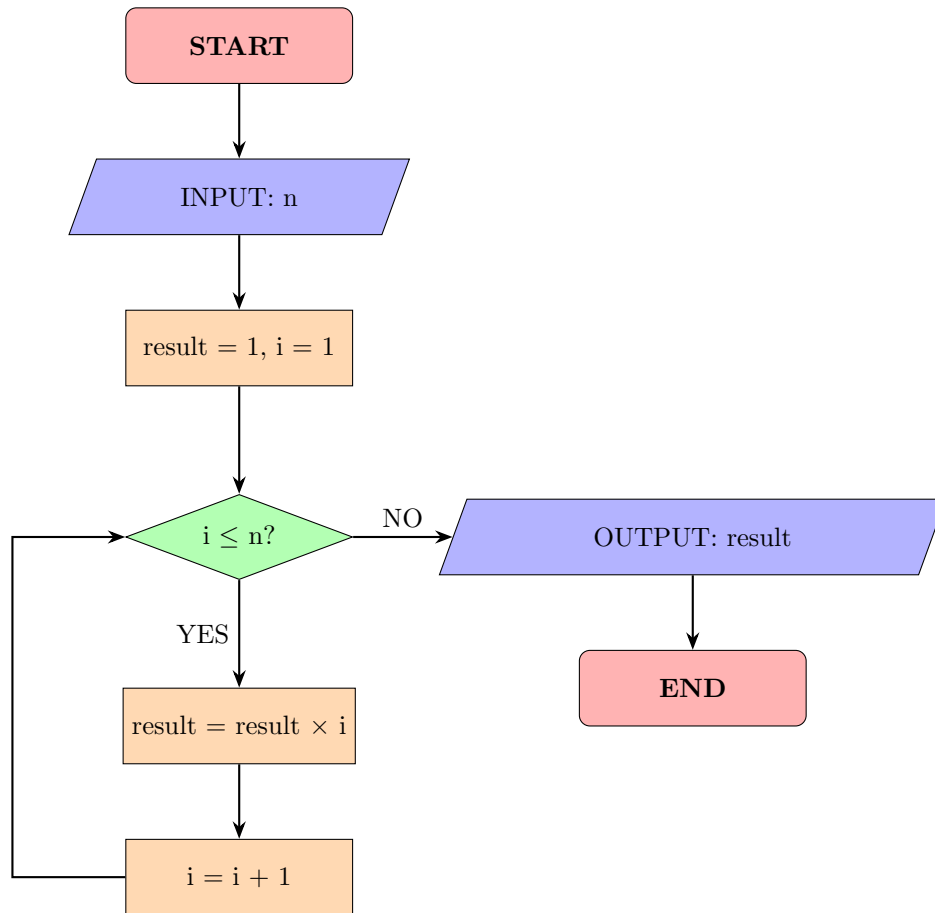 START
INPUT: n
result = 1, i = 1
i ≤ n?
NO
OUTPUT: result
YES
END
result = result × i
i = i + 1